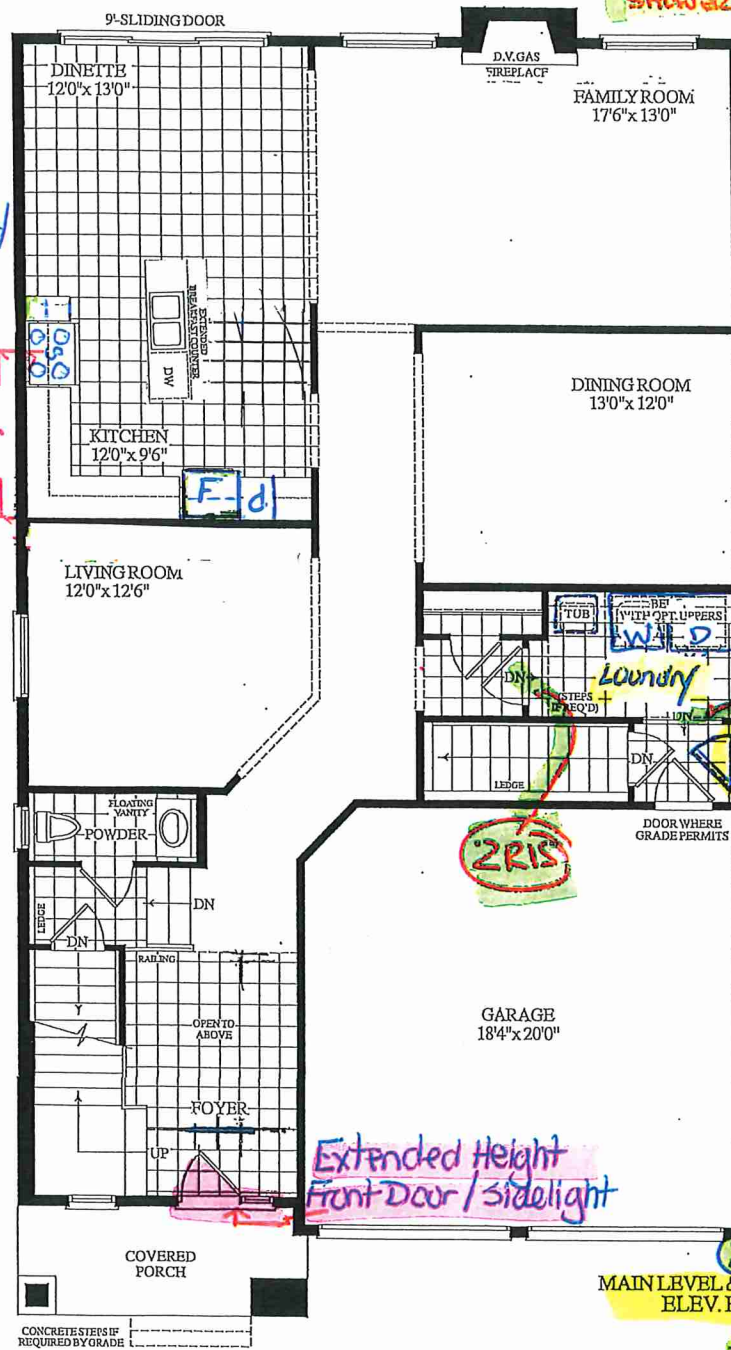 9'-SLIDING DOOR
DINETTE
12'0"x 13'0"
D.V. GAS
FIREPLACE
FAMILY ROOM
17'6"x 13'0"
EXTENDED
BREAKFAST COUNTER
DW
DINING ROOM
13'0"x 12'0"
KITCHEN
12'0"x 9'6"
F
d
LIVING ROOM
12'0"x 12'6"
TUB
WITH OPT. UPPERS
W
D
Laundry
DN
(STEPS
IF REQ'D)
DN
DN
LEDGE
FLOATING
VANITY
POWDER
DOOR WHERE
GRADE PERMITS
2RIS
LEDGE
DN
DN
RAILING
OPEN TO
ABOVE
GARAGE
18'4"x 20'0"
FOYER
UP
Extended Height
Front Door / Sidelight
COVERED
PORCH
MAIN LEVEL
ELEV.
CONCRETE STEPS IF
REQUIRED BY GRADE